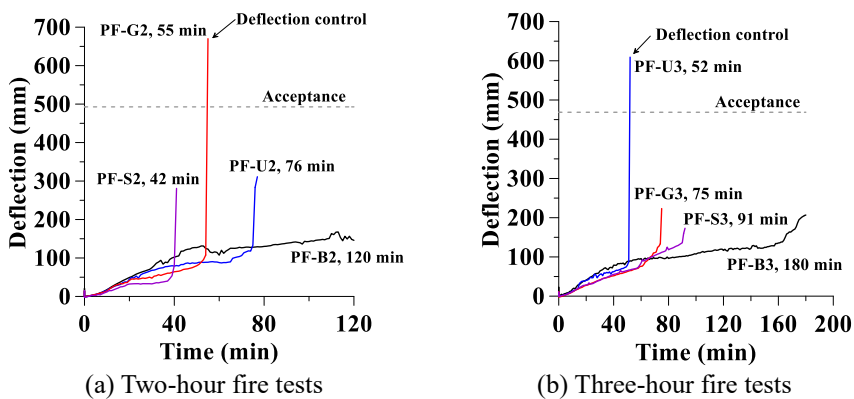 700
600
500
400
300
200
100
0
Deflection (mm)
PF-G2, 55 min
Deflection control
Acceptance
PF-S2, 42 min
PF-U2, 76 min
PF-B2, 120 min
0 40 80 120
Time (min)
(a) Two-hour fire tests
700
600
500
400
300
200
100
0
Deflection (mm)
Deflection control
PF-U3, 52 min
Acceptance
PF-G3, 75 min
PF-S3, 91 min
PF-B3, 180 min
0 40 80 120 160 200
Time (min)
(b) Three-hour fire tests